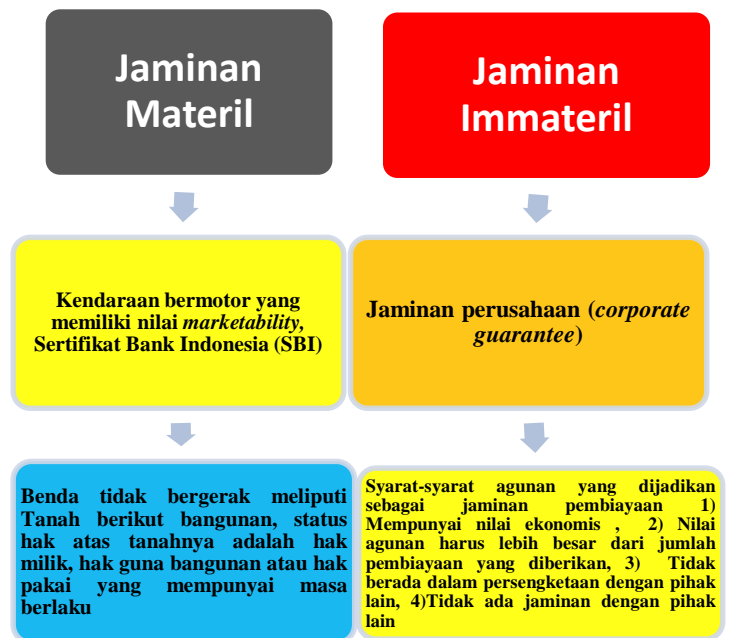 Jaminan
Materil
Kendaraan bermotor yang
memiliki nilai marketability,
Sertifikat Bank Indonesia (SBI)
Benda tidak bergerak meliputi
Tanah berikut bangunan, status
hak atas tanahnya adalah hak
milik, hak guna bangunan atau hak
pakai yang mempunyai masa
berlaku
Jaminan
Immateril
Jaminan perusahaan (corporate
guarantee)
Syarat-syarat agunan yang dijadikan
sebagai jaminan pembiayaan 1)
Mempunyai nilai ekonomis , 2) Nilai
agunan harus lebih besar dari jumlah
pembiayaan yang diberikan, 3) Tidak
berada dalam persengketaan dengan pihak
lain, 4)Tidak ada jaminan dengan pihak
lain